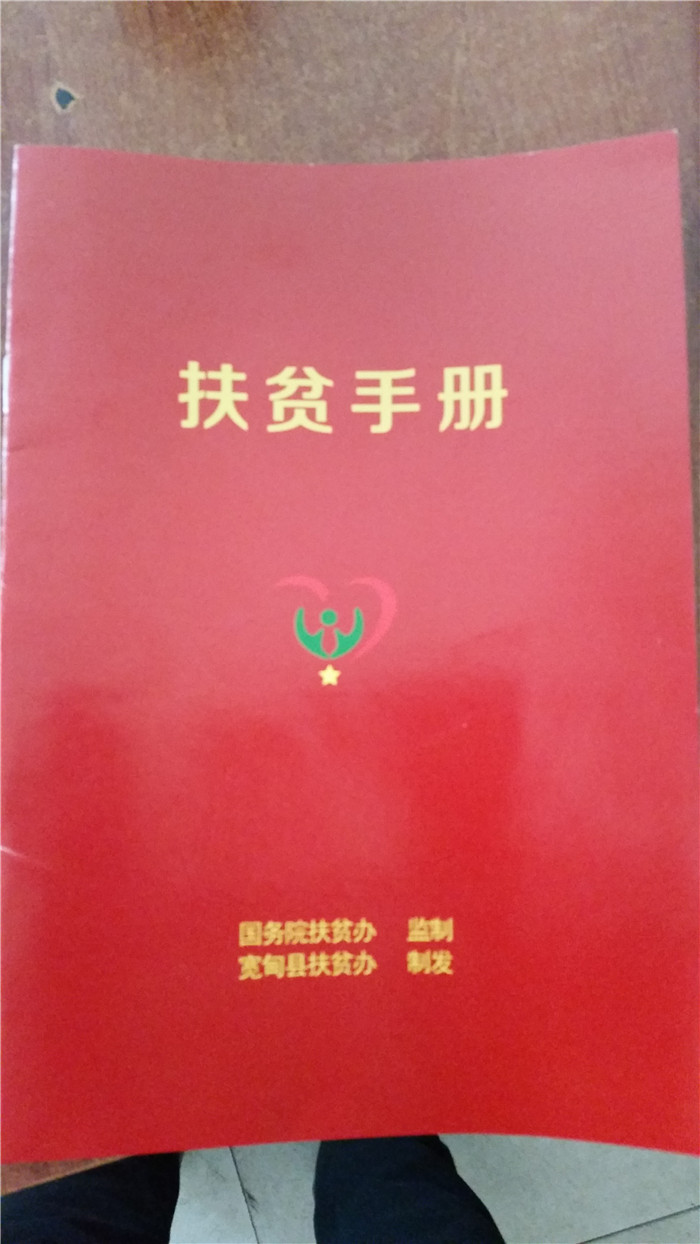 扶贫手册
国务院扶贫办 监制
宽甸县扶贫办 制发